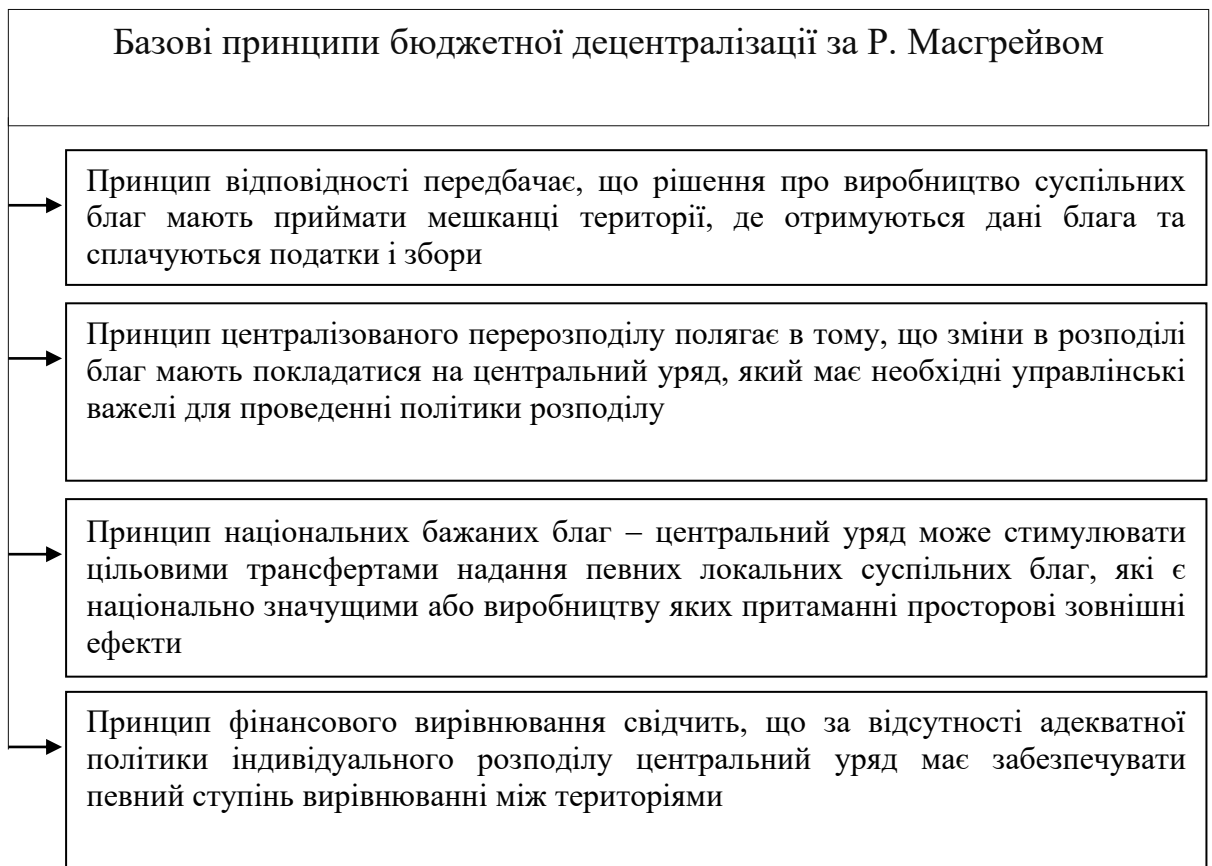 Базові принципи бюджетної децентралізації за Р. Масгрейвом
Принцип відповідності передбачає, що рішення про виробництво суспільних
благ мають приймати мешканці території, де отримуються дані блага та
сплачуються податки і збори
Принцип централізованого перерозподілу полягає в тому, що зміни в розподілі
благ мають покладатися на центральний уряд, який має необхідні управлінські
важелі для проведенні політики розподілу
Принцип національних бажаних благ – центральний уряд може стимулювати
цільовими трансфертами надання певних локальних суспільних благ, які є
національно значущими або виробництву яких притаманні просторові зовнішні
ефекти
Принцип фінансового вирівнювання свідчить, що за відсутності адекватної
політики індивідуального розподілу центральний уряд має забезпечувати
певний ступінь вирівнюванні між територіями